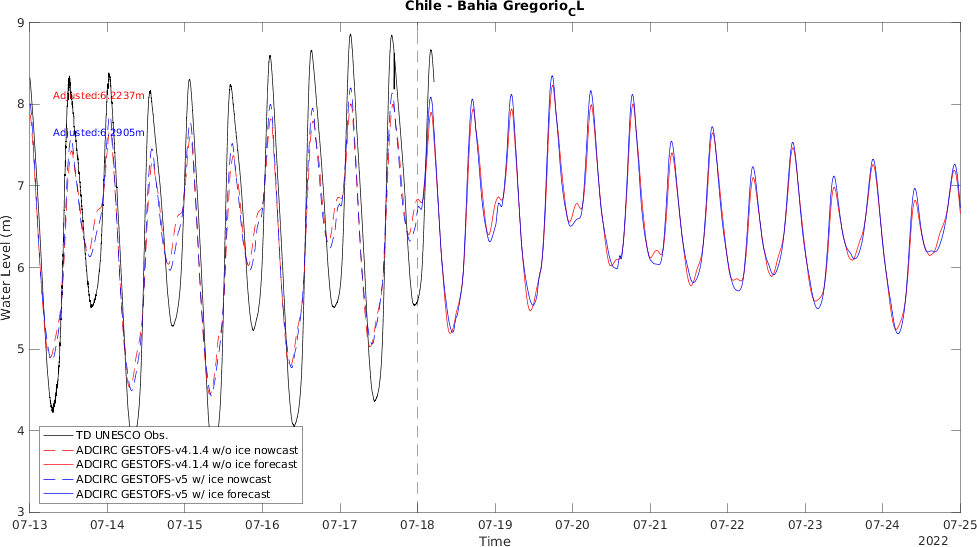 Chile - Bahia Gregorio_CL
9
8
7
6
5
4
3
Water Level (m)
Adjusted:6.2237m
Adjusted:6.2905m
TD UNESCO Obs.
ADCIRC GESTOFS-v4.1.4 w/o ice nowcast
ADCIRC GESTOFS-v4.1.4 w/o ice forecast
ADCIRC GESTOFS-v5 w/ ice nowcast
ADCIRC GESTOFS-v5 w/ ice forecast
07-13 07-14 07-15 07-16 07-17 07-18 07-19 07-20 07-21 07-22 07-23 07-24 07-25
Time
2022